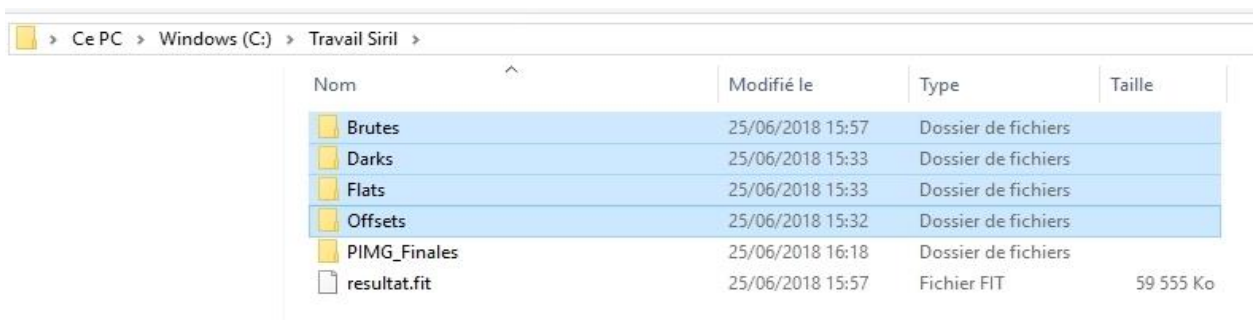 Ce PC > Windows (C:) > Travail Siril >
Nom Modifié le Type Taille
Brutes 25/06/2018 15:57 Dossier de fichiers
Darks 25/06/2018 15:33 Dossier de fichiers
Flats 25/06/2018 15:33 Dossier de fichiers
Offsets 25/06/2018 15:32 Dossier de fichiers
PIMG_Finales 25/06/2018 16:18 Dossier de fichiers
resultat.fit 25/06/2018 15:57 Fichier FIT 59 555 Ko